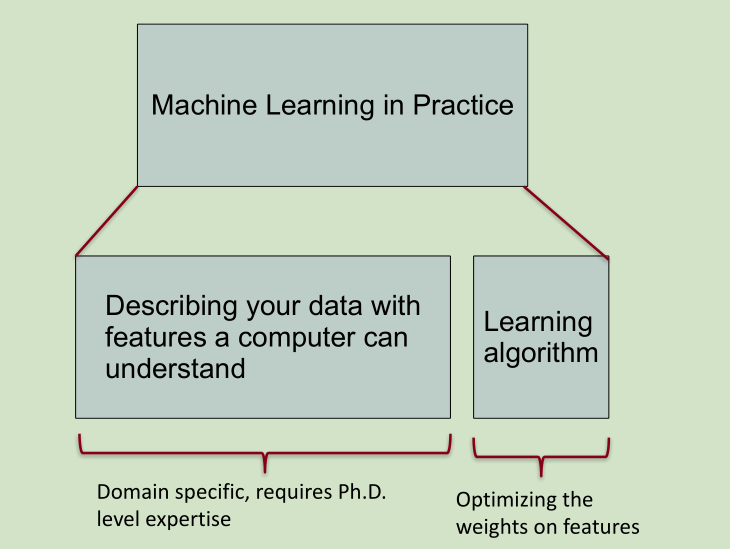 Machine Learning in Practice
Describing your data with
features a computer can
understand
Learning
algorithm
Domain specific, requires Ph.D.
level expertise
Optimizing the
weights on features